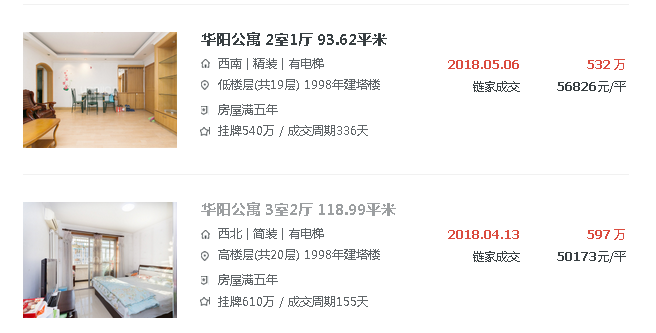 华阳公寓 2室1厅 93.62平米
西南 | 精装 | 有电梯 2018.05.06 532万
低楼层(共19层) 1998年建塔楼 链家成交 56826元/平
房屋满五年
挂牌540万 / 成交周期336天
华阳公寓 3室2厅 118.99平米
西北 | 简装 | 有电梯 2018.04.13 597万
高楼层(共20层) 1998年建塔楼 链家成交 50173元/平
房屋满五年
挂牌610万 / 成交周期155天